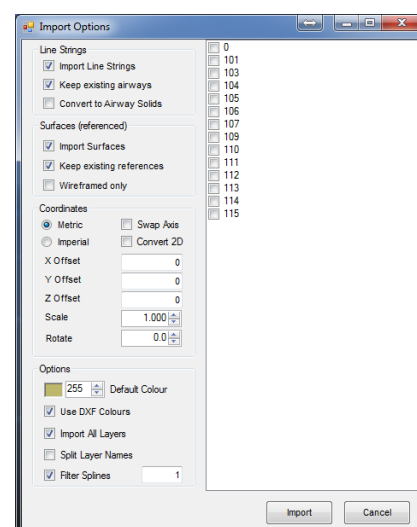 Import Options
Line Strings
Import Line Strings
Keep existing airways
Convert to Airway Solids
Surfaces (referenced)
Import Surfaces
Keep existing references
Wireframed only
Coordinates
Metric Swap Axis
Imperial Convert 2D
X Offset 0
Y Offset 0
Z Offset 0
Scale 1.000
Rotate 0.0
Options
255 Default Colour
Use DXF Colours
Import All Layers
Split Layer Names
Filter Splines 1
0
101
103
104
105
106
107
109
110
111
112
113
114
115
Import Cancel